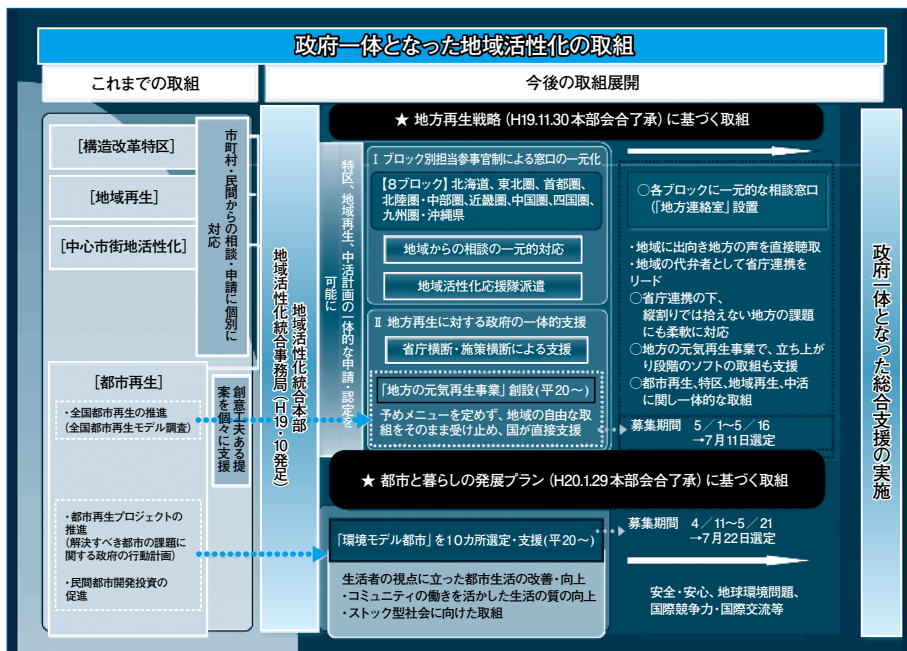 政府一体となった地域活性化の取組
これまでの取組
今後の取組展開
[構造改革特区]
[地域再生]
[中心市街地活性化]
市町村・民間からの相談・申請に個別に
対応
[都市再生]
・全国都市再生の推進
(全国都市再生モデル調査)
創意工夫ある提
案を個々に支援
・都市再生プロジェクトの
推進
(解決すべき都市の課題に
関する政府の行動計画)
・民間都市開発投資の
促進
地域活性化統合本部
地域活性化統合事務局(H19・10発足)
★ 地方再生戦略(H19.11.30本部会合了承)に基づく取組
特区、地域再生、中活計画の一体的な申請・認定を
可能に
Ⅰ ブロック別担当参事官制による窓口の一元化
【8ブロック】北海道、東北圏、首都圏、
北陸圏・中部圏、近畿圏、中国圏、四国圏、
九州圏・沖縄県
地域からの相談の一元的対応
地域活性化応援隊派遣
Ⅱ 地方再生に対する政府の一体的支援
省庁横断・施策横断による支援
「地方の元気再生事業」創設(平20〜)
予めメニューを定めず、地域の自由な取
組をそのまま受け止め、国が直接支援
○各ブロックに一元的な相談窓口
(「地方連絡室」設置
・地域に出向き地方の声を直接聴取
・地域の代弁者として省庁連携を
リード
○省庁連携の下、
縦割りでは拾えない地方の課題
にも柔軟に対応
○地方の元気再生事業で、立ち上が
り段階のソフトの取組も支援
○都市再生、特区、地域再生、中活
に関し一体的な取組
募集期間 5/1〜5/16
→7月11日選定
★ 都市と暮らしの発展プラン(H20.1.29本部会合了承)に基づく取組
「環境モデル都市」を10カ所選定・支援(平20〜)
生活者の視点に立った都市生活の改善・向上
・コミュニティの働きを活かした生活の質の向上
・ストック型社会に向けた取組
募集期間 4/11〜5/21
→7月22日選定
安全・安心、地球環境問題、
国際競争力・国際交流等
政府一体となった総合支援の実施